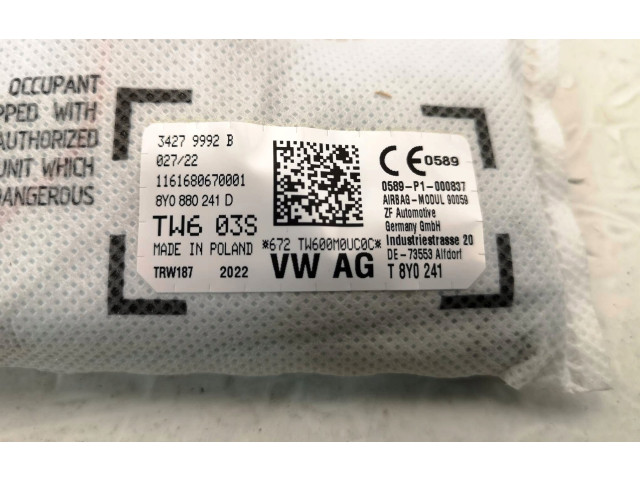 OCCUPANT
PPED WITH
AUTHORIZED
UNIT WHICH
DANGEROUS
3427 9992 B
027/22
1161680670001
8Y0 880 241 D
TW6 03S
MADE IN POLAND
TRW187 2022
*672 TW600M0UC0C*
VW AG
CE 0589
0589-P1-000837
AIRBAG-MODUL 90059
ZF Automotive
Germany GmbH
Industriestrasse 20
DE-73553 Alfdorf
T 8Y0 241